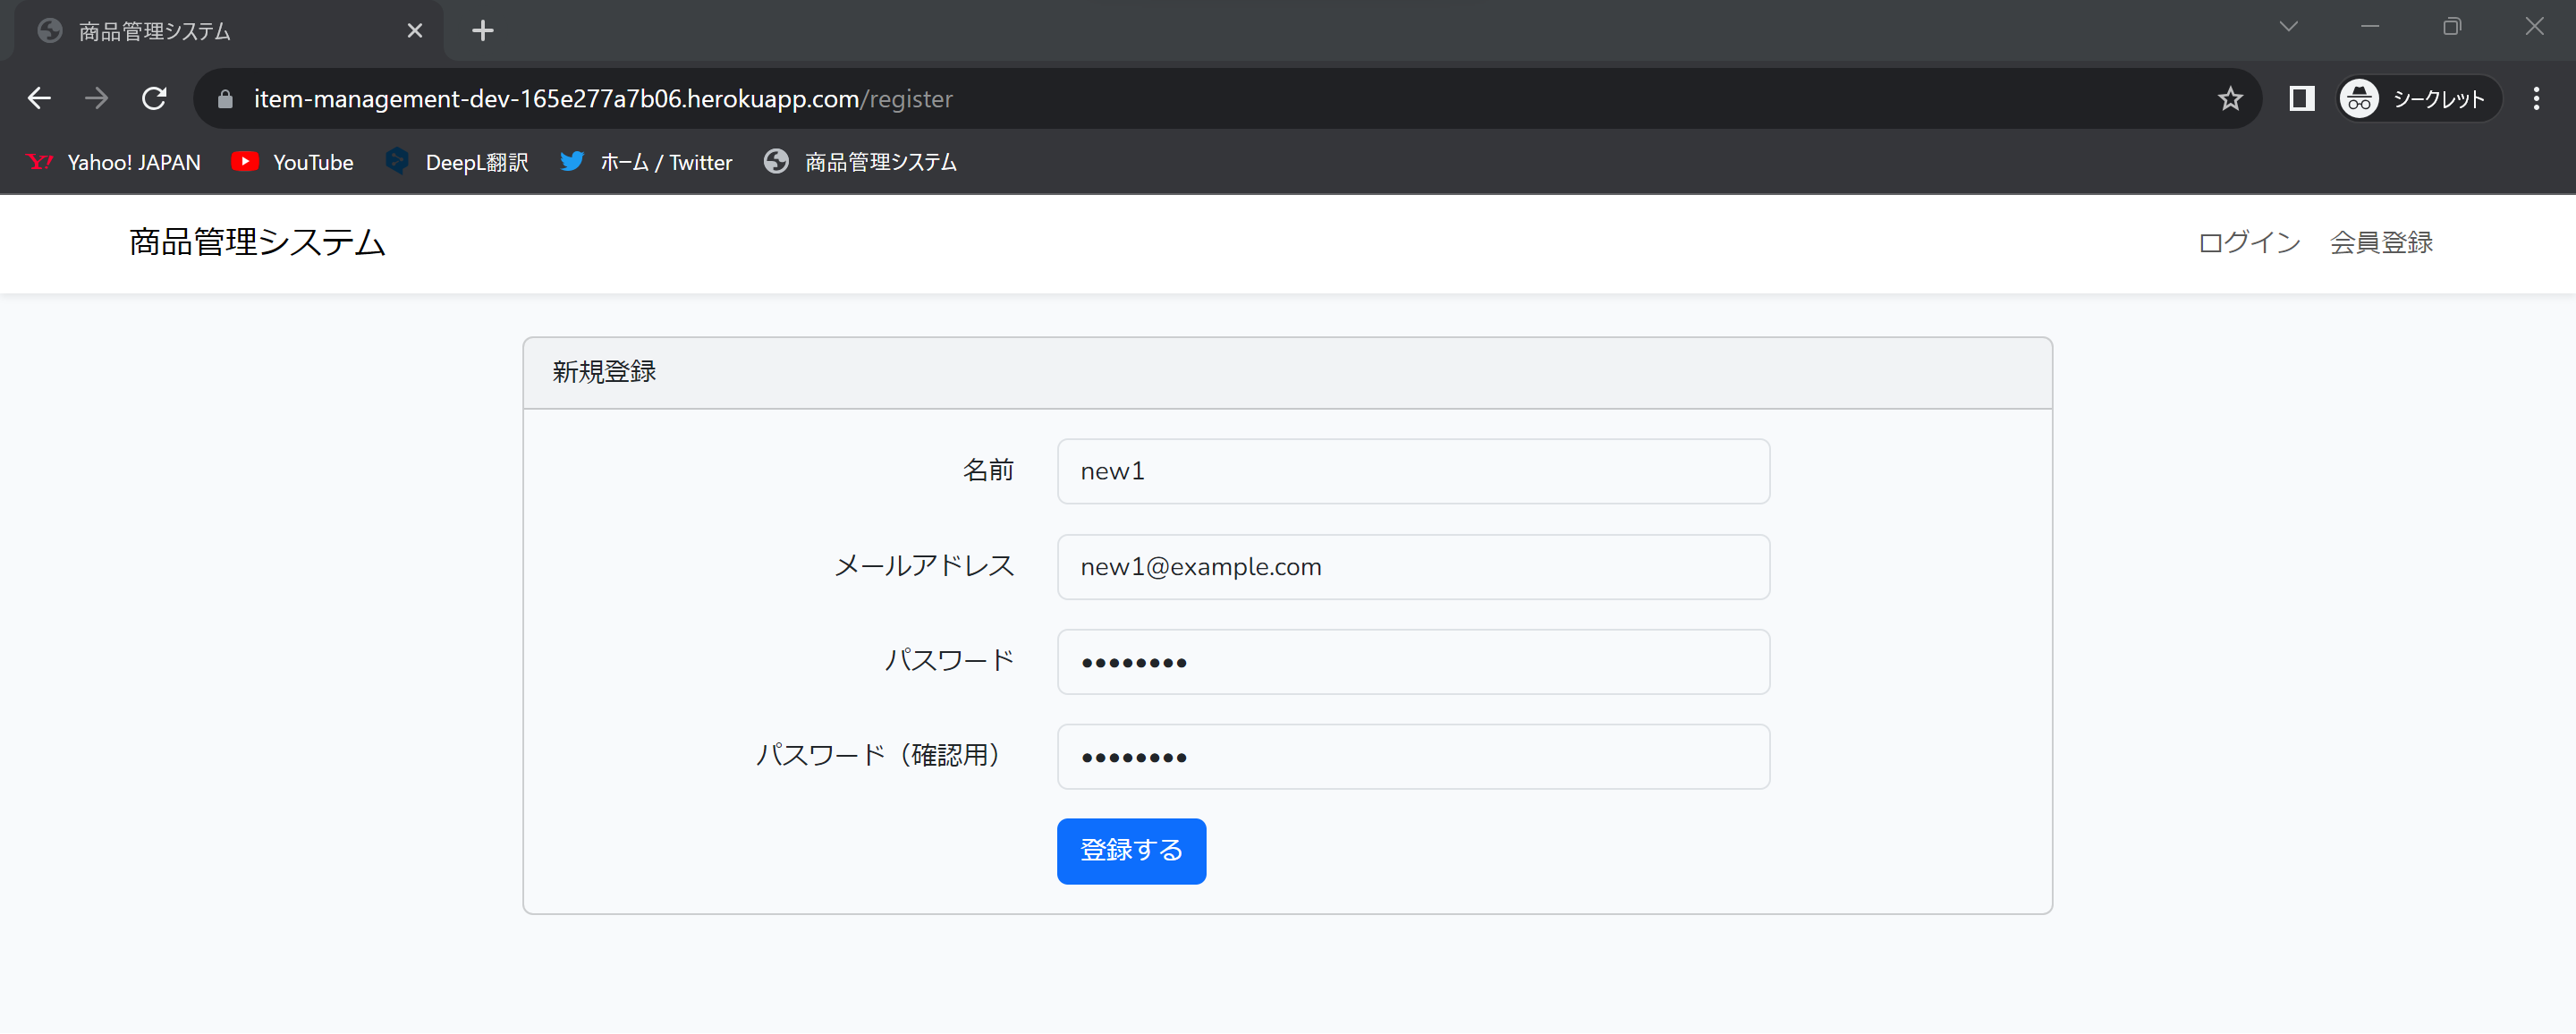 商品管理システム
item-management-dev-165e277a7b06.herokuapp.com/register
シークレット
Yahoo! JAPAN YouTube DeepL翻訳 ホーム / Twitter 商品管理システム
商品管理システム ログイン 会員登録
新規登録
名前 new1
メールアドレス new1@example.com
パスワード ••••••••
パスワード（確認用） ••••••••
登録する